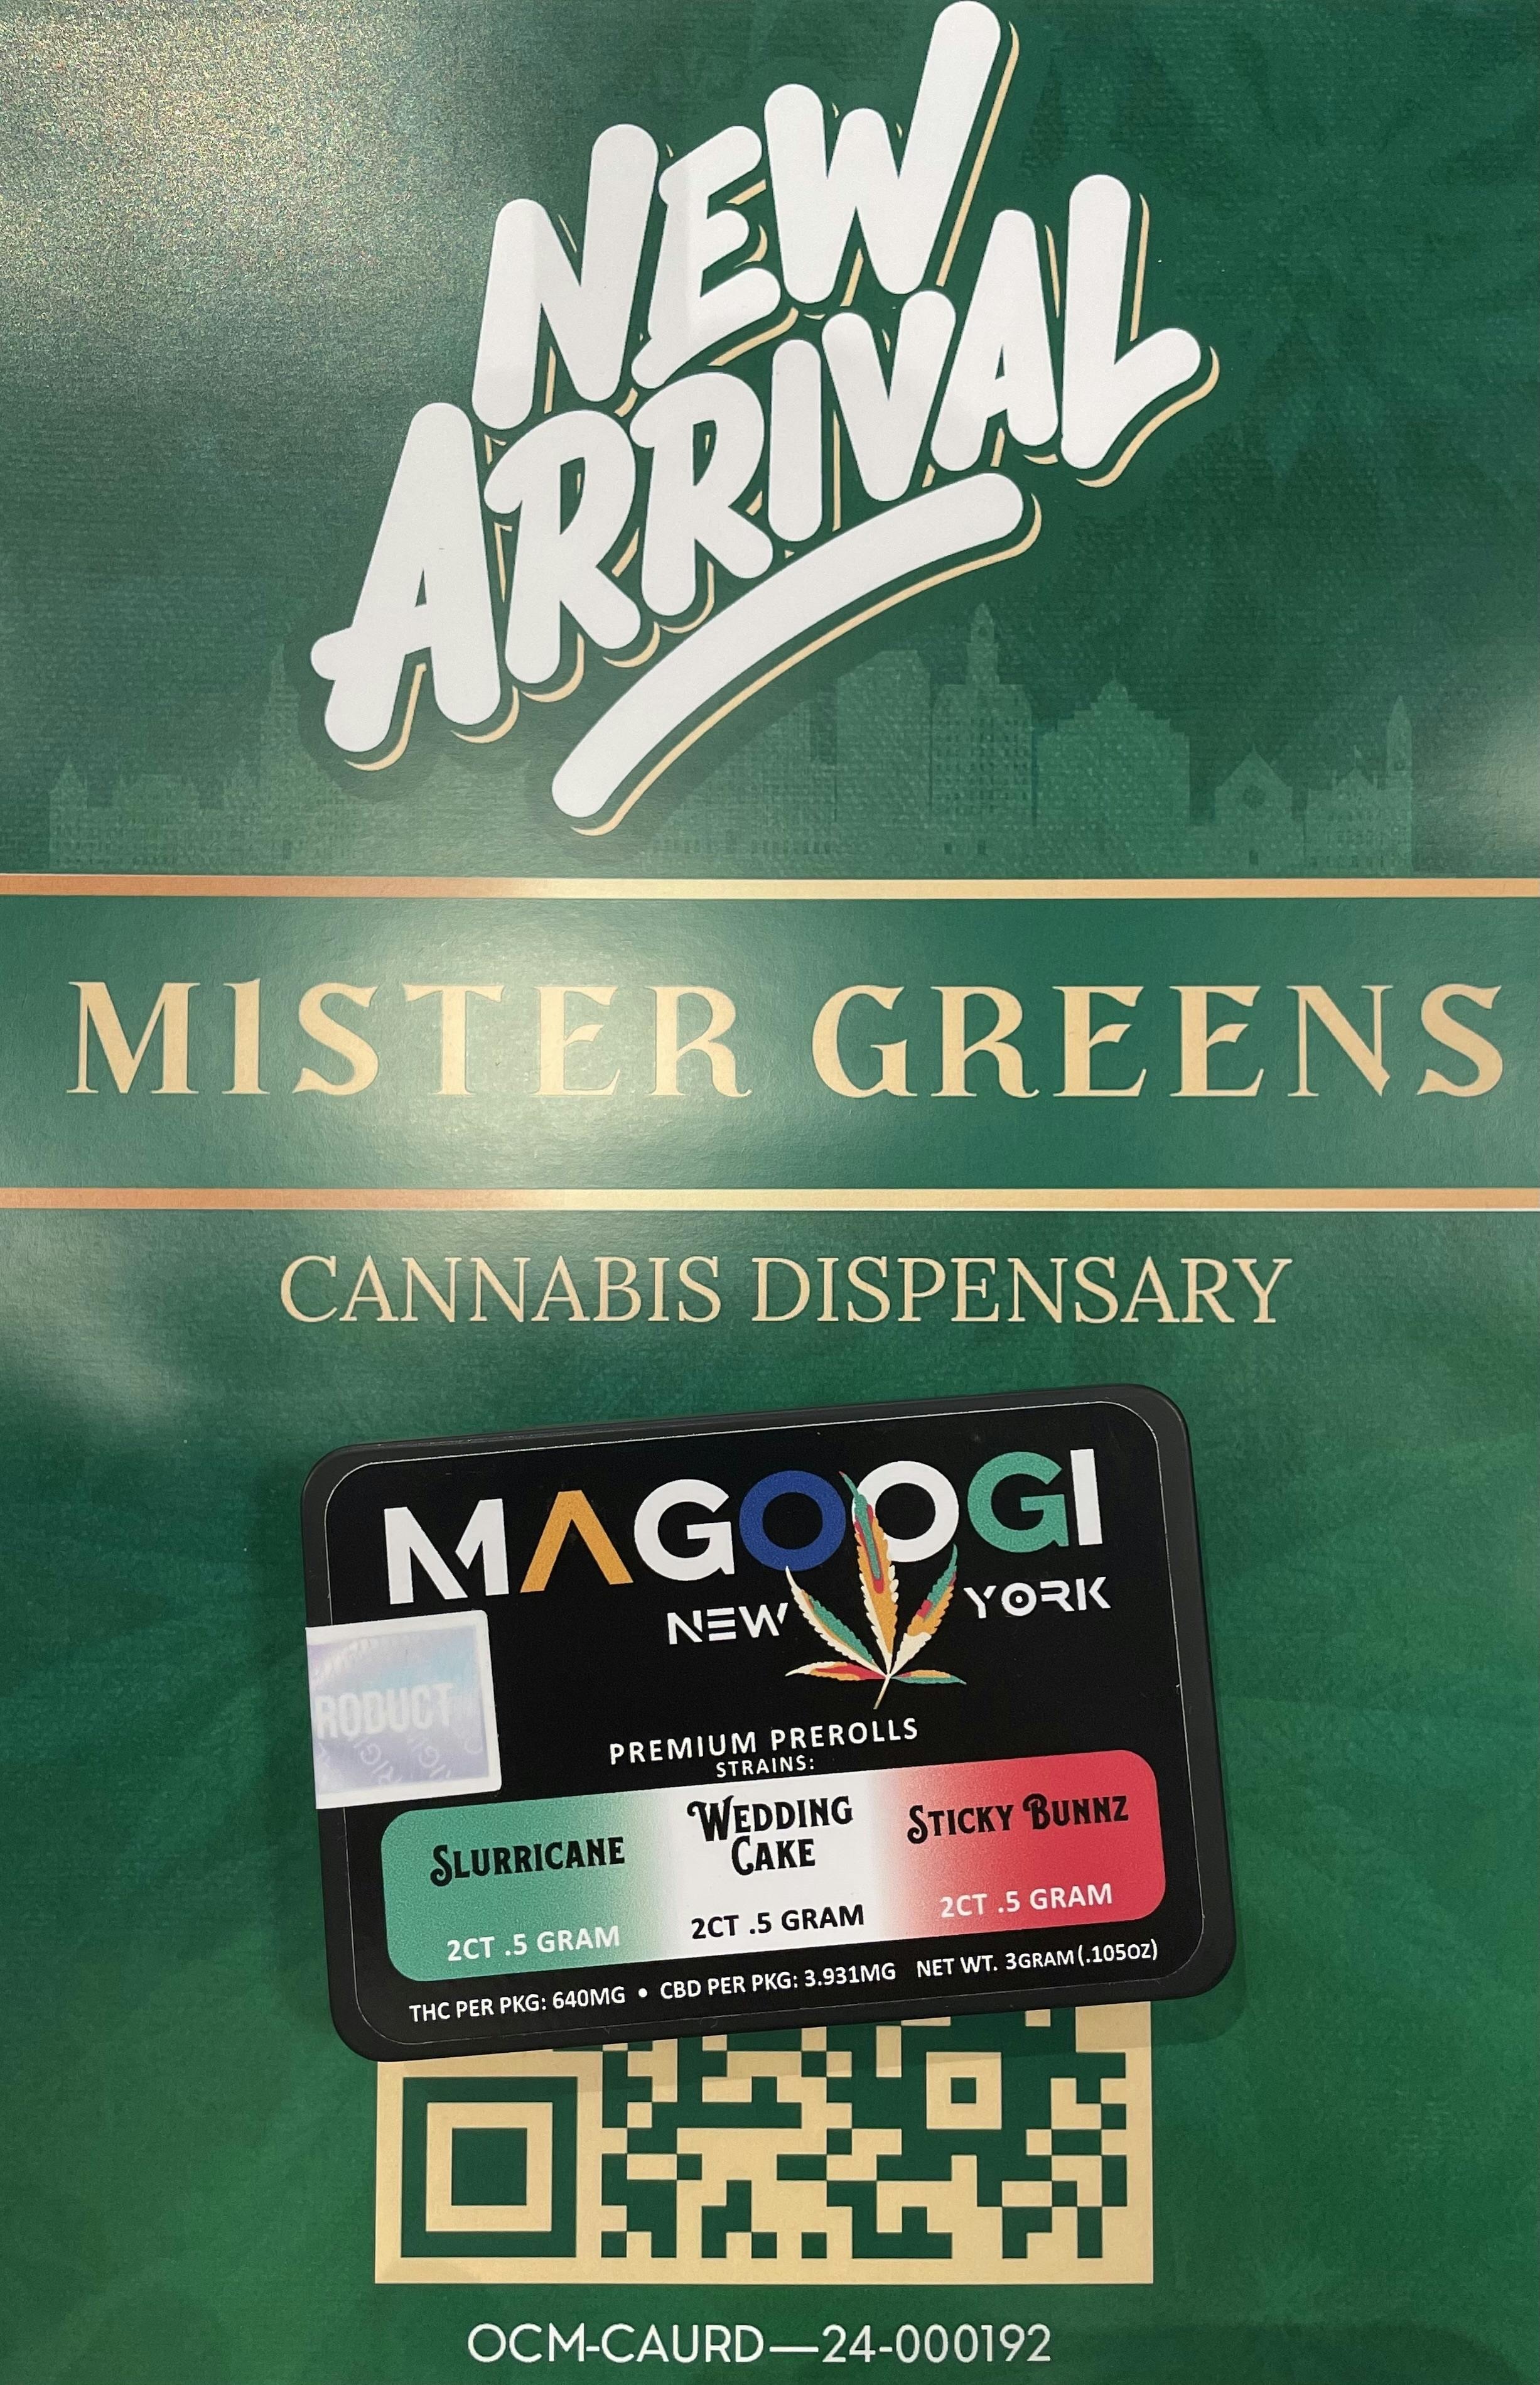 NEW
ARRIVAL
MISTER GREENS
CANNABIS DISPENSARY
MAGOOGI
NEW YORK
RODUCT
PREMIUM PREROLLS
STRAINS:
SLURRICANE
2CT .5 GRAM
WEDDING
CAKE
2CT .5 GRAM
STICKY BUNNZ
2CT .5 GRAM
THC PER PKG: 640MG • CBD PER PKG: 3.931MG NET WT. 3GRAM (.105OZ)
OCM-CAURD—24-000192